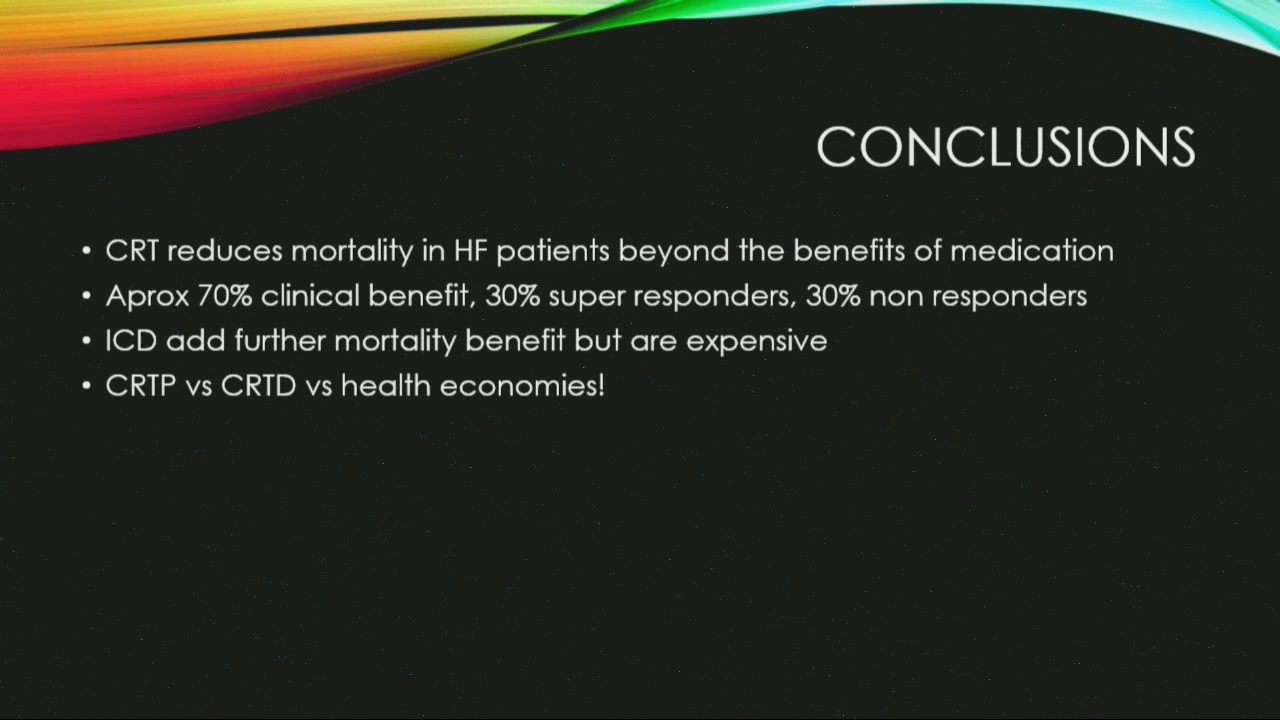 CONCLUSIONS
• CRT reduces mortality in HF patients beyond the benefits of medication
• Aprox 70% clinical benefit, 30% super responders, 30% non responders
• ICD add further mortality benefit but are expensive
• CRTP vs CRTD vs health economies!